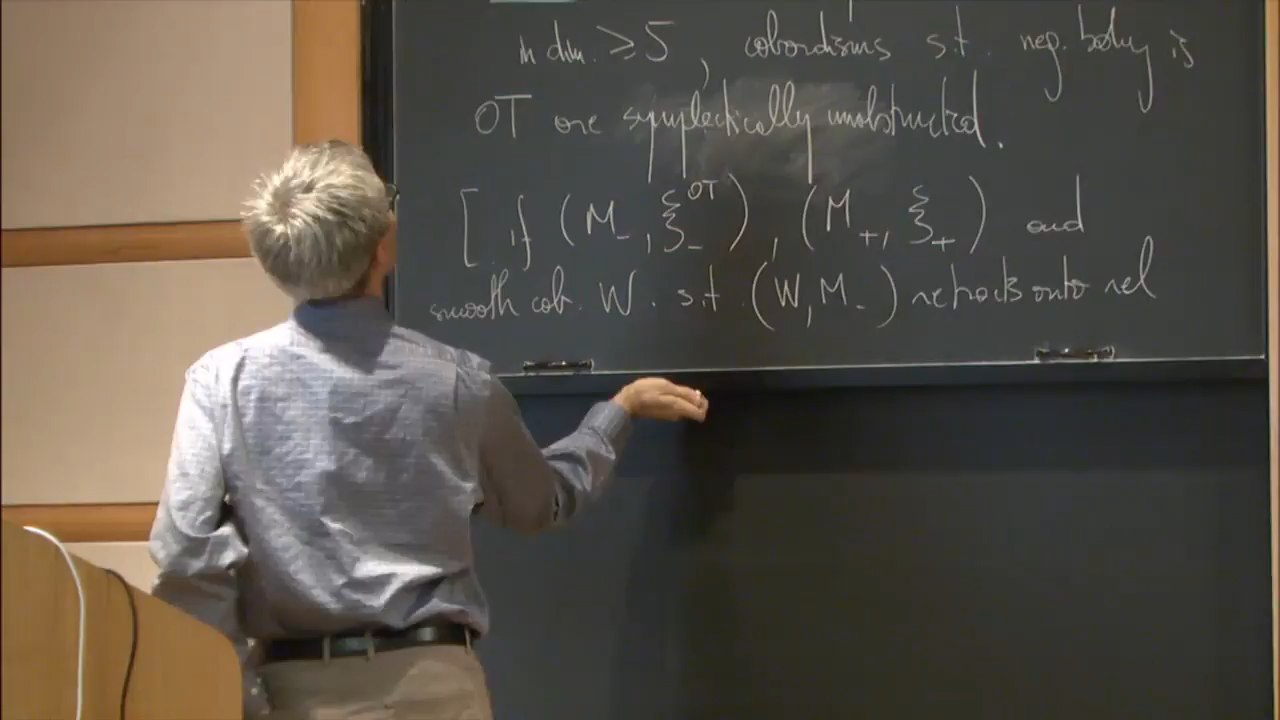 in dim. ≥ 5, cobordisms s.t. neg. bdry is
OT are symplectically unobstructed.
[ if (M₋, ξ₋^OT), (M₊, ξ₊) and
smooth cob. W. s.t. (W, M₋) retracts onto rel